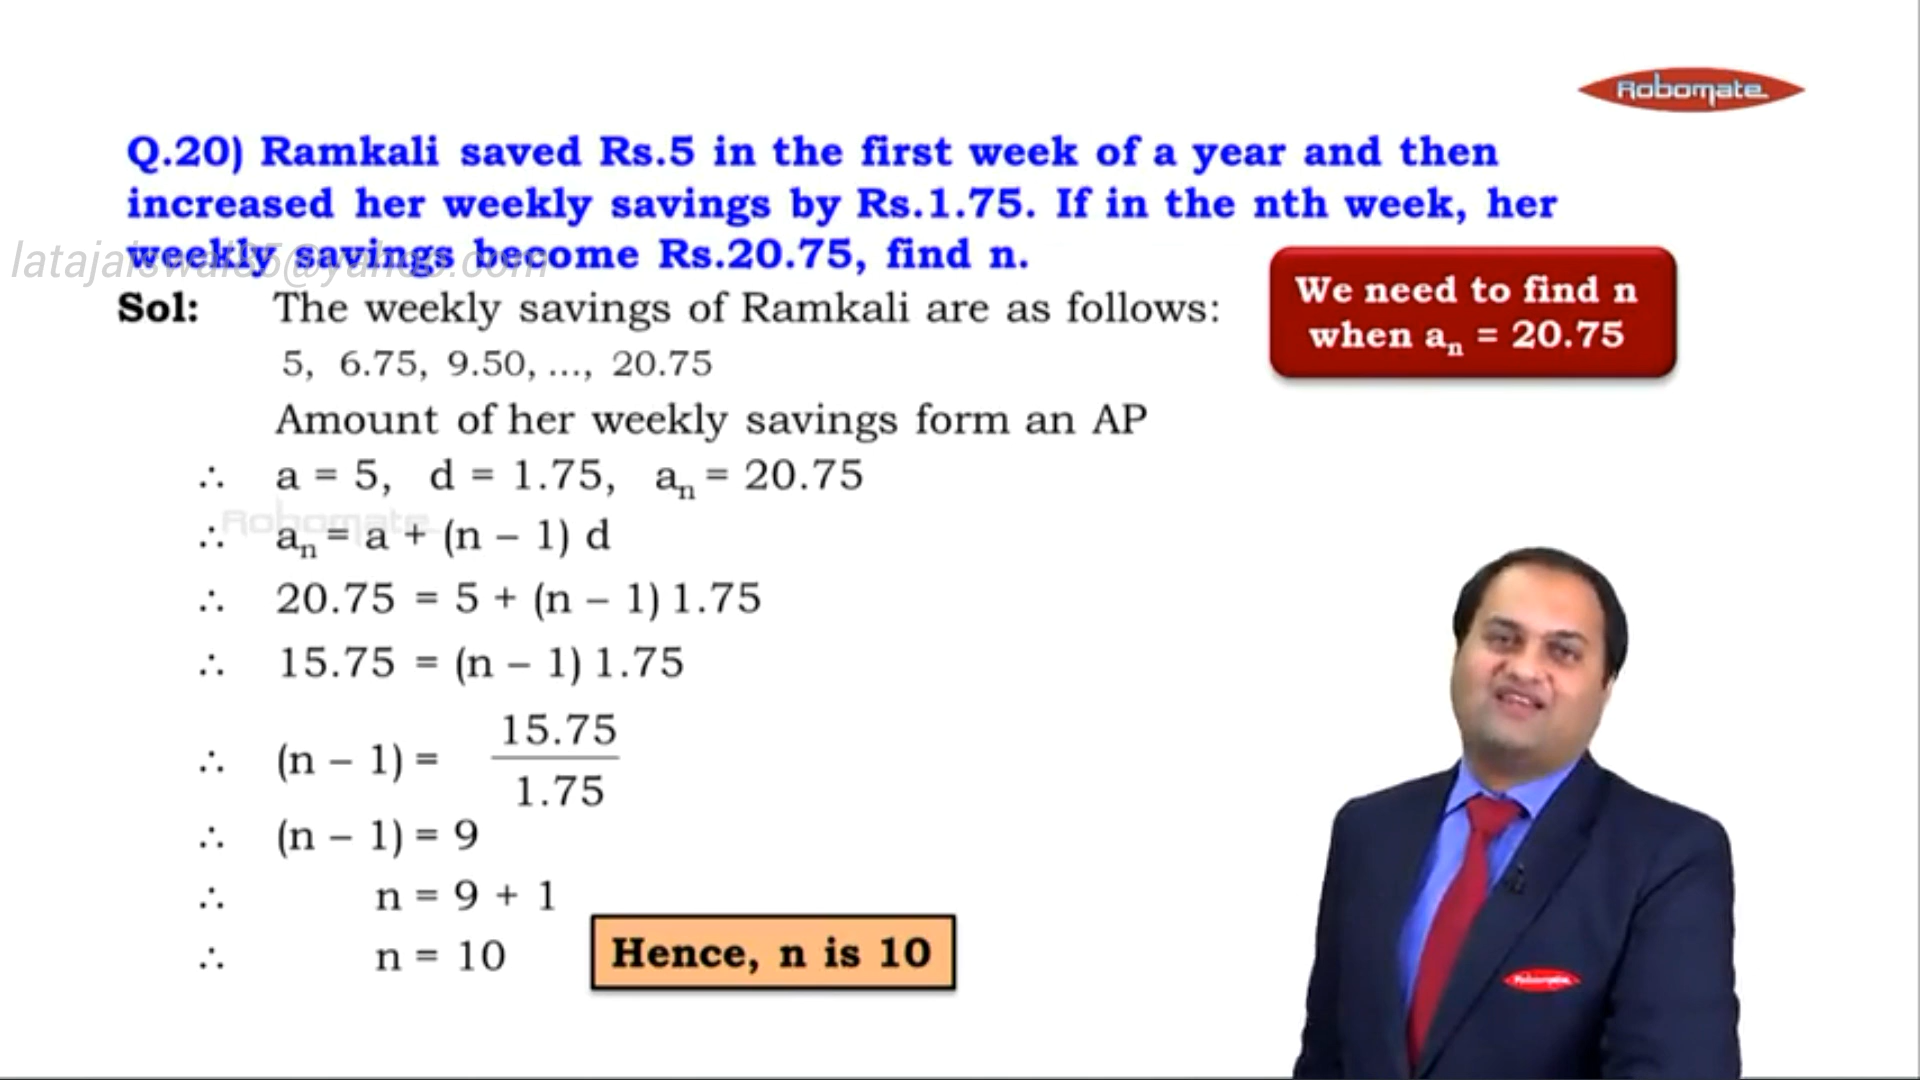 Robomate
Q.20) Ramkali saved Rs.5 in the first week of a year and then
increased her weekly savings by Rs.1.75. If in the nth week, her
weekly savings become Rs.20.75, find n.
latajaiswal85@yahoo.com
We need to find n
when aₙ = 20.75
Sol: The weekly savings of Ramkali are as follows:
5, 6.75, 9.50, ..., 20.75
Amount of her weekly savings form an AP
∴ a = 5, d = 1.75, aₙ = 20.75
Robomate
∴ aₙ = a + (n – 1) d
∴ 20.75 = 5 + (n – 1) 1.75
∴ 15.75 = (n – 1) 1.75
∴ (n – 1) = 15.75
1.75
∴ (n – 1) = 9
∴ n = 9 + 1
∴ n = 10
Hence, n is 10
Robomate